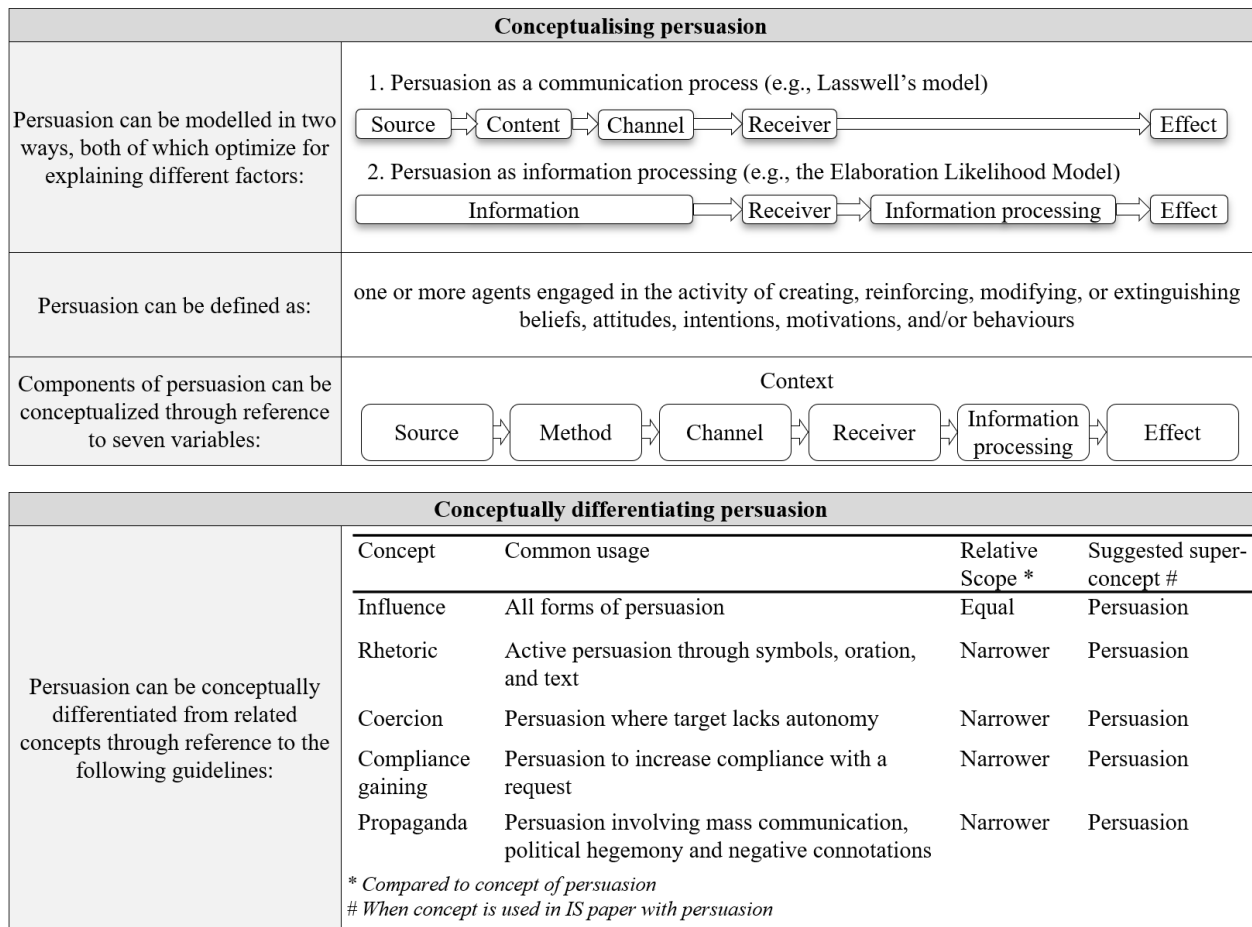 Conceptualising persuasion
Persuasion can be modelled in two
ways, both of which optimize for
explaining different factors:
1. Persuasion as a communication process (e.g., Lasswell's model)
Source Content Channel Receiver Effect
2. Persuasion as information processing (e.g., the Elaboration Likelihood Model)
Information Receiver Information processing Effect
Persuasion can be defined as:
one or more agents engaged in the activity of creating, reinforcing, modifying, or extinguishing
beliefs, attitudes, intentions, motivations, and/or behaviours
Components of persuasion can be
conceptualized through reference
to seven variables:
Context
Source Method Channel Receiver Information processing Effect
Conceptually differentiating persuasion
Persuasion can be conceptually
differentiated from related
concepts through reference to the
following guidelines:
Concept Common usage Relative Scope * Suggested super-concept #
Influence All forms of persuasion Equal Persuasion
Rhetoric Active persuasion through symbols, oration, Narrower Persuasion
and text
Coercion Persuasion where target lacks autonomy Narrower Persuasion
Compliance Persuasion to increase compliance with a Narrower Persuasion
gaining request
Propaganda Persuasion involving mass communication, Narrower Persuasion
political hegemony and negative connotations
* Compared to concept of persuasion
# When concept is used in IS paper with persuasion